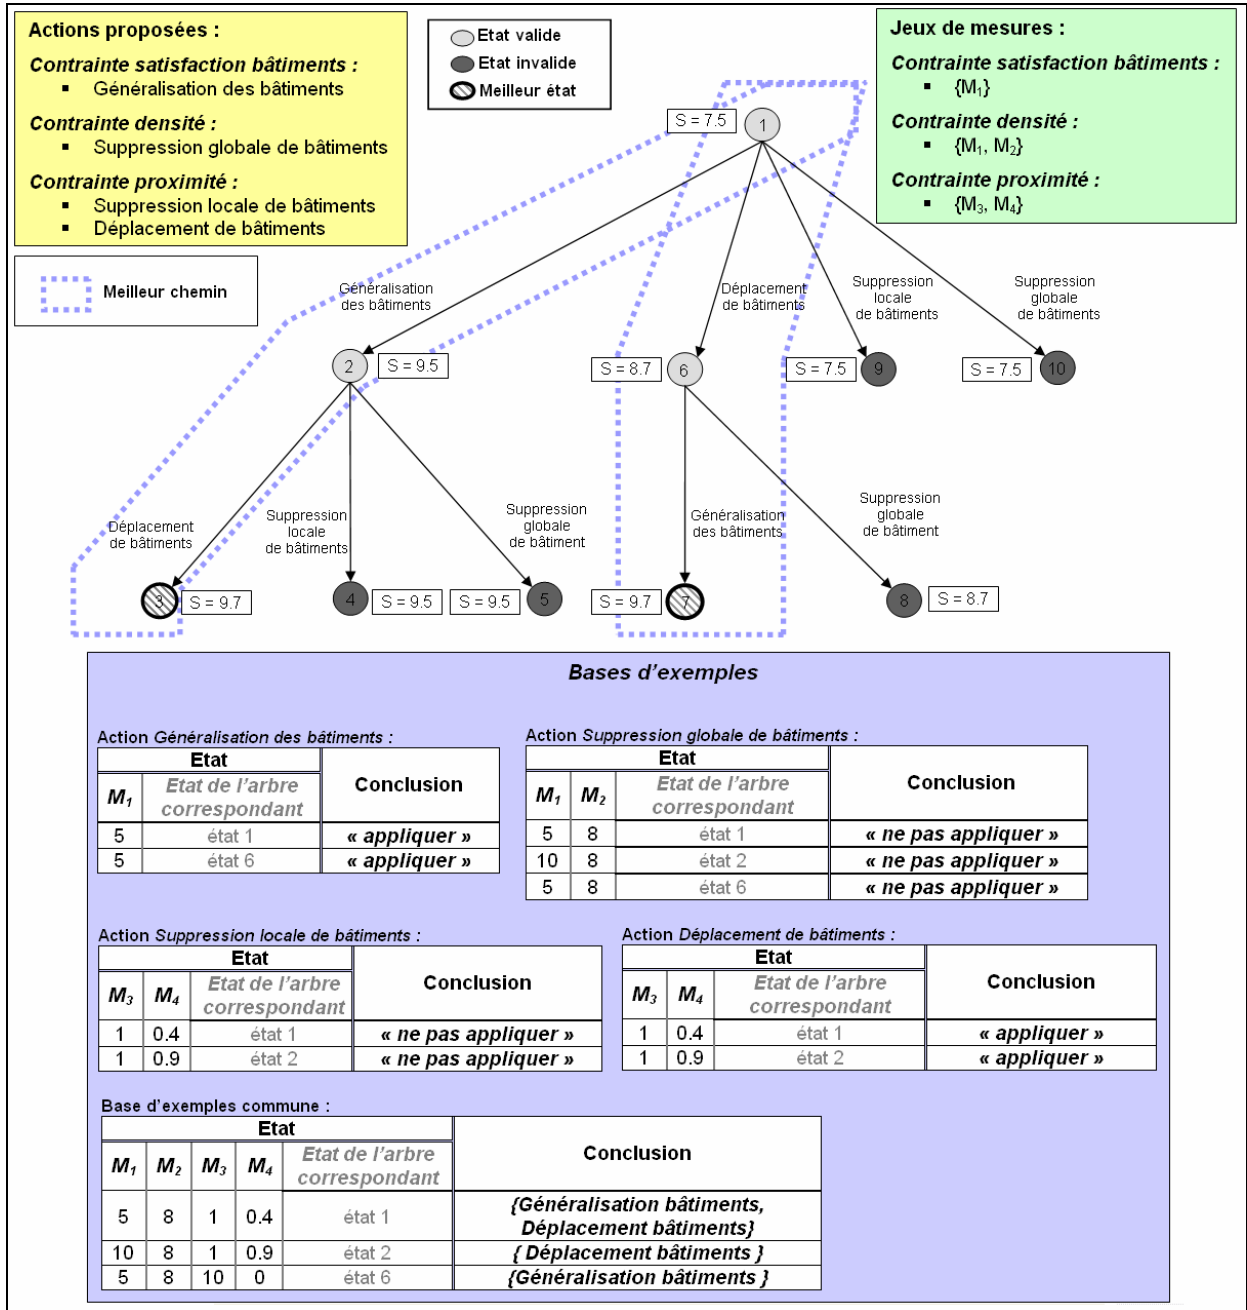 Actions proposées :
Contrainte satisfaction bâtiments :
▪ Généralisation des bâtiments
Contrainte densité :
▪ Suppression globale de bâtiments
Contrainte proximité :
▪ Suppression locale de bâtiments
▪ Déplacement de bâtiments
Etat valide
Etat invalide
Meilleur état
Jeux de mesures :
Contrainte satisfaction bâtiments :
▪ {M1}
Contrainte densité :
▪ {M1, M2}
Contrainte proximité :
▪ {M3, M4}
Meilleur chemin
S = 7.5
1
Généralisation
des bâtiments
Déplacement
de bâtiments
Suppression
locale
de bâtiments
Suppression
globale
de bâtiments
2
S = 9.5
S = 8.7
6
S = 7.5
9
S = 7.5
10
Déplacement
de bâtiments
Suppression
locale
de bâtiments
Suppression
globale
de bâtiment
Généralisation
des bâtiments
Suppression
globale
de bâtiments
3
S = 9.7
4
S = 9.5
S = 9.5
5
S = 9.7
7
8
S = 8.7
Bases d'exemples
Action Généralisation des bâtiments :
Etat
Conclusion
M1 Etat de l'arbre correspondant
5 état 1 « appliquer »
5 état 6 « appliquer »
Action Suppression globale de bâtiments :
Etat
Conclusion
M1 M2 Etat de l'arbre correspondant
5 8 état 1 « ne pas appliquer »
10 8 état 2 « ne pas appliquer »
5 8 état 6 « ne pas appliquer »
Action Suppression locale de bâtiments :
Etat
Conclusion
M3 M4 Etat de l'arbre correspondant
1 0.4 état 1 « ne pas appliquer »
1 0.9 état 2 « ne pas appliquer »
Action Déplacement de bâtiments :
Etat
Conclusion
M3 M4 Etat de l'arbre correspondant
1 0.4 état 1 « appliquer »
1 0.9 état 2 « appliquer »
Base d'exemples commune :
Etat
Conclusion
M1 M2 M3 M4 Etat de l'arbre correspondant
5 8 1 0.4 état 1 {Généralisation bâtiments, Déplacement bâtiments}
10 8 1 0.9 état 2 { Déplacement bâtiments }
5 8 10 0 état 6 {Généralisation bâtiments }